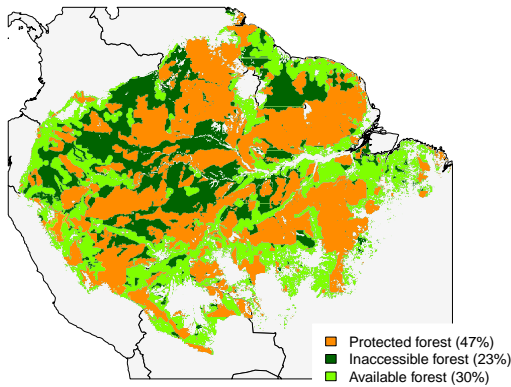 Protected forest (47%)
Inaccessible forest (23%)
Available forest (30%)